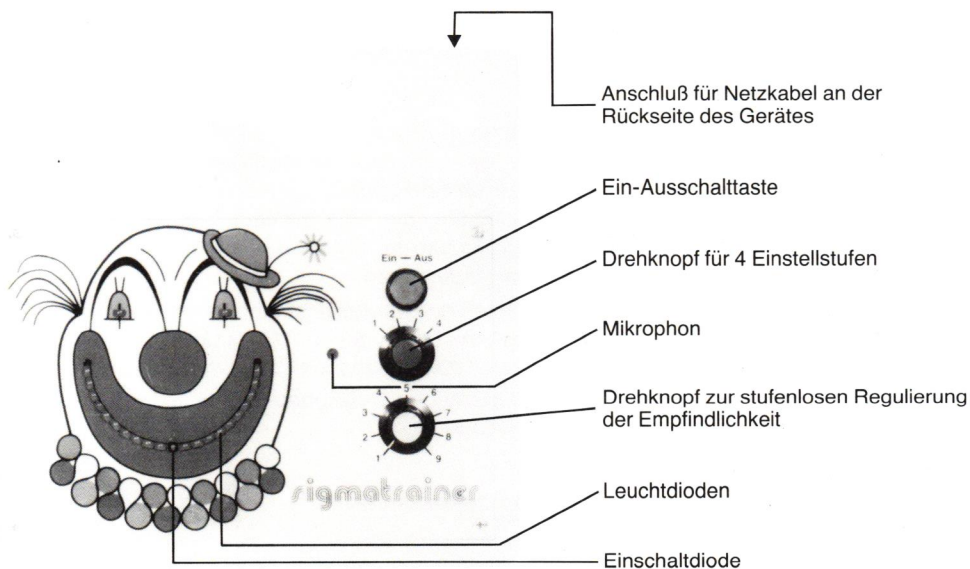 Anschluß für Netzkabel an der
Rückseite des Gerätes
Ein-Ausschalttaste
Ein — Aus
Drehknopf für 4 Einstellstufen
1 2 3 4
Mikrophon
Drehknopf zur stufenlosen Regulierung
der Empfindlichkeit
1 2 3 4 5 6 7 8 9
sigmatrainer
Leuchtdioden
Einschaltdiode